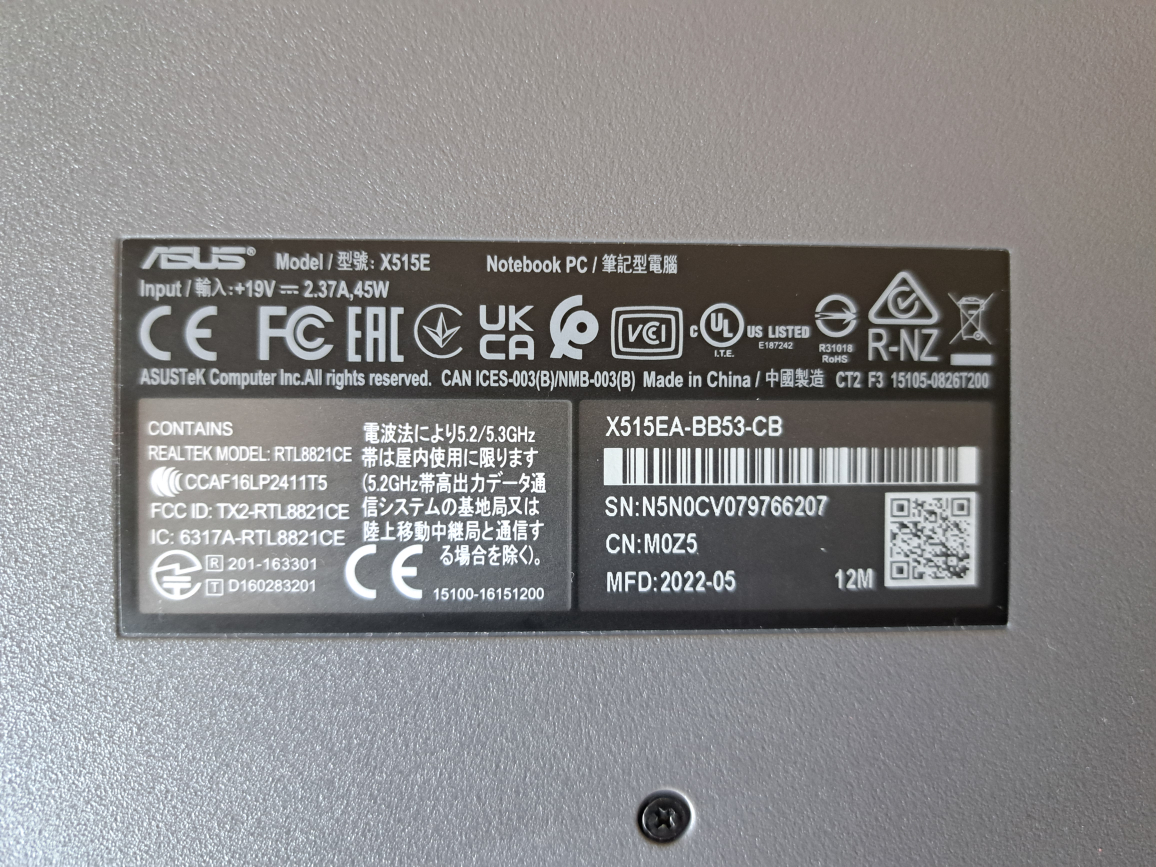 ASUS® Model / 型號: X515E Notebook PC / 筆記型電腦
Input / 輸入:+19V ⎓ 2.37A,45W
CE FC EAC UK CA VCI C UL US LISTED E187242 I.T.E. R31018 RoHS R-NZ
ASUSTeK Computer Inc.All rights reserved. CAN ICES-003(B)/NMB-003(B) Made in China / 中國製造 CT2 F3 15105-0826T200
CONTAINS
REALTEK MODEL: RTL8821CE
CCAF16LP2411T5
FCC ID: TX2-RTL8821CE
IC: 6317A-RTL8821CE
R 201-163301
T D160283201
電波法により5.2/5.3GHz
帯は屋内使用に限ります
(5.2GHz帯高出力データ通
信システムの基地局又は
陸上移動中継局と通信す
る場合を除く)。
CE 15100-16151200
X515EA-BB53-CB
SN:N5N0CV079766207
CN:M0Z5
MFD:2022-05 12M